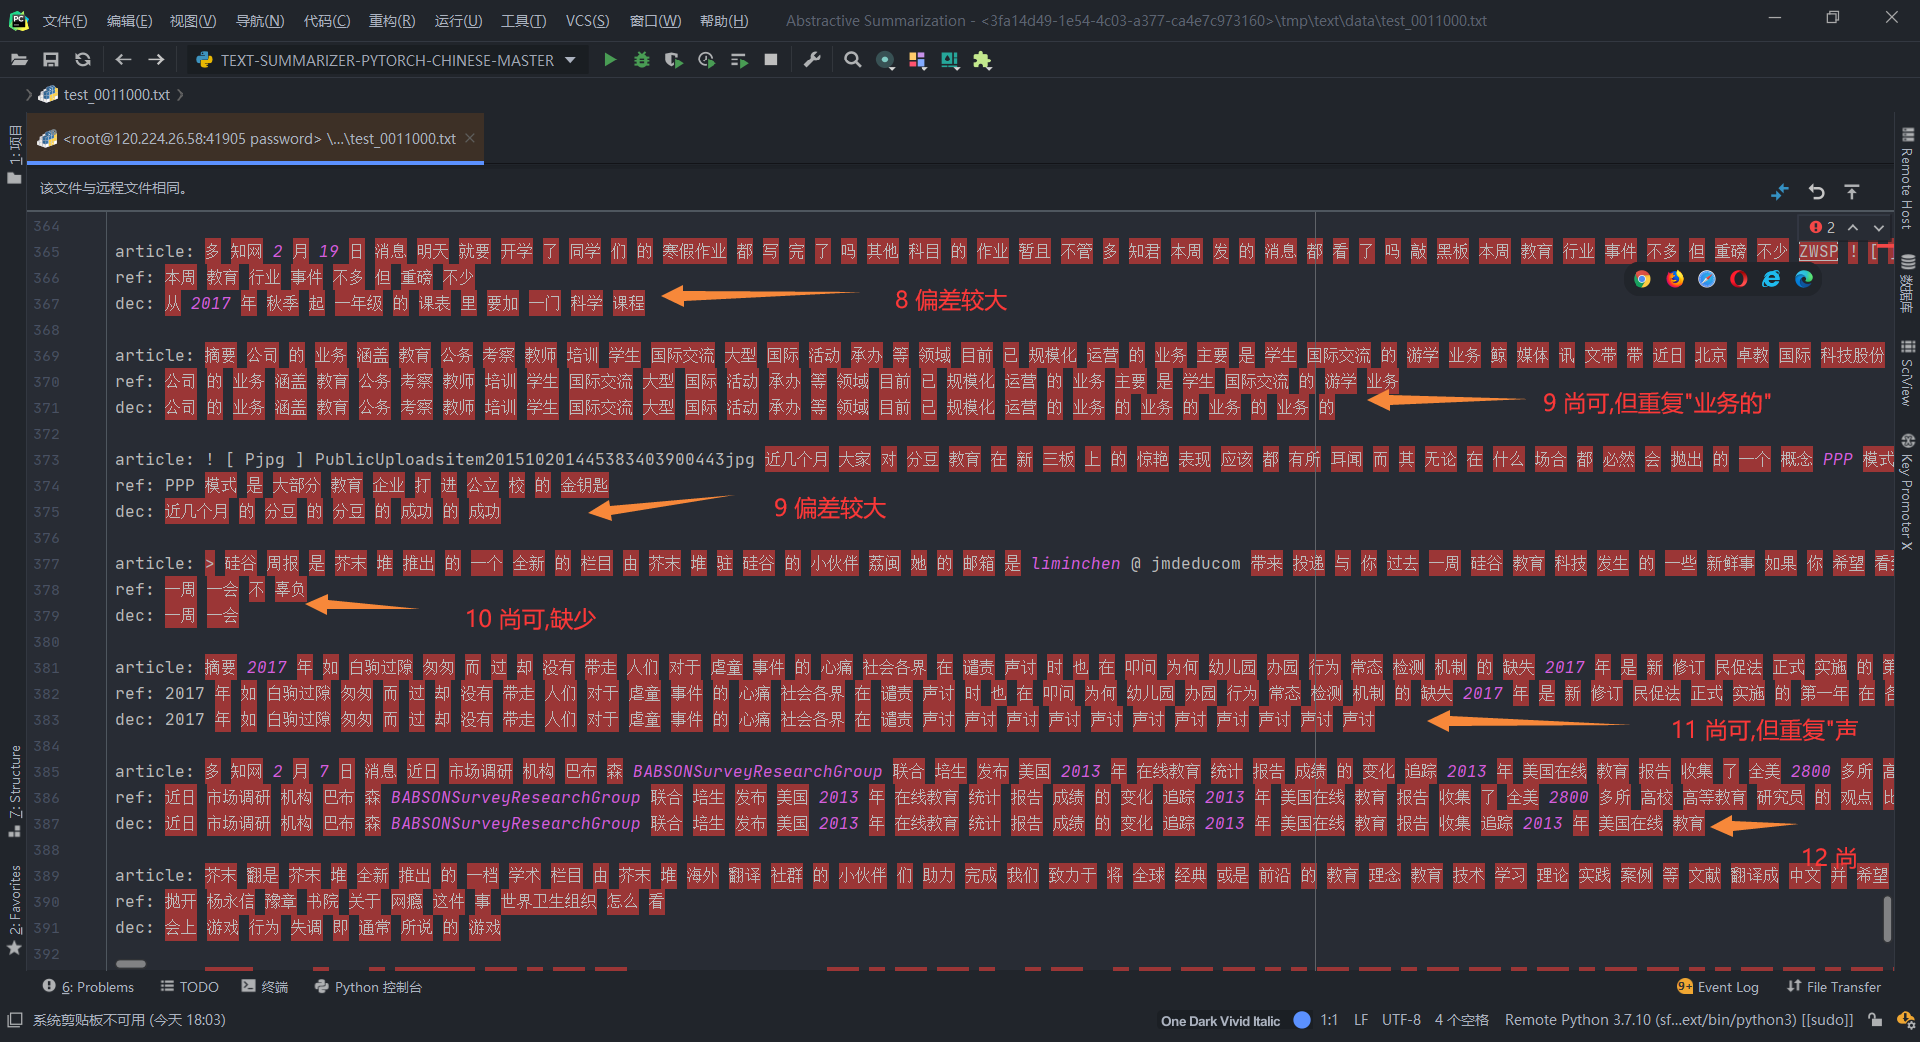 文件(F) 编辑(E) 视图(V) 导航(N) 代码(C) 重构(R) 运行(U) 工具(T) VCS(S) 窗口(W) 帮助(H) Abstractive Summarization - <3fa14d49-1e54-4c03-a377-ca4e7c973160>\tmp\text\data\test_0011000.txt
TEXT-SUMMARIZER-PYTORCH-CHINESE-MASTER
test_0011000.txt
<root@120.224.26.58:41905 password> \...\test_0011000.txt
该文件与远程文件相同。
364
365 article: 多 知网 2 月 19 日 消息 明天 就要 开学 了 同学 们 的 寒假作业 都 写 完 了 吗 其他 科目 的 作业 暂且 不管 多 知君 本周 发 的 消息 都 看 了 吗 敲 黑板 本周 教育 行业 事件 不多 但 重磅 不少 ZWSP ! [
2
366 ref: 本周 教育 行业 事件 不多 但 重磅 不少
367 dec: 从 2017 年 秋季 起 一年级 的 课表 里 要加 一门 科学 课程
8 偏差较大
368
369 article: 摘要 公司 的 业务 涵盖 教育 公务 考察 教师 培训 学生 国际交流 大型 国际 活动 承办 等 领域 目前 已 规模化 运营 的 业务 主要 是 学生 国际交流 的 游学 业务 鲸 媒体 讯 文带 带 近日 北京 卓教 国际 科技股份
370 ref: 公司 的 业务 涵盖 教育 公务 考察 教师 培训 学生 国际交流 大型 国际 活动 承办 等 领域 目前 已 规模化 运营 的 业务 主要 是 学生 国际交流 的 游学 业务
371 dec: 公司 的 业务 涵盖 教育 公务 考察 教师 培训 学生 国际交流 大型 国际 活动 承办 等 领域 目前 已 规模化 运营 的 业务 的 业务 的 业务 的 业务 的
9 尚可,但重复"业务的"
372
373 article: ! [ Pjpg ] PublicUploadsitem20151020144538340390​0443jpg 近几个月 大家 对 分豆 教育 在 新 三板 上 的 惊艳 表现 应该 都 有所 耳闻 而 其 无论 在 什么 场合 都 必然 会 抛出 的 一个 概念 PPP 模式
374 ref: PPP 模式 是 大部分 教育 企业 打 进 公立 校 的 金钥匙
375 dec: 近几个月 的 分豆 的 分豆 的 成功 的 成功
9 偏差较大
376
377 article: > 硅谷 周报 是 芥末 堆 推出 的 一个 全新 的 栏目 由 芥末 堆 驻 硅谷 的 小伙伴 荔闽 她 的 邮箱 是 liminchen @ jmdeducom 带来 投递 与 你 过去 一周 硅谷 教育 科技 发生 的 一些 新鲜事 如果 你 希望 看到
378 ref: 一周 一会 不 辜负
379 dec: 一周 一会
10 尚可,缺少
380
381 article: 摘要 2017 年 如 白驹过隙 匆匆 而 过 却 没有 带走 人们 对于 虐童 事件 的 心痛 社会各界 在 谴责 声讨 时 也 在 叩问 为何 幼儿园 办园 行为 常态 检测 机制 的 缺失 2017 年 是 新 修订 民促法 正式 实施 的 第
382 ref: 2017 年 如 白驹过隙 匆匆 而 过 却 没有 带走 人们 对于 虐童 事件 的 心痛 社会各界 在 谴责 声讨 时 也 在 叩问 为何 幼儿园 办园 行为 常态 检测 机制 的 缺失 2017 年 是 新 修订 民促法 正式 实施 的 第一年 在 各
383 dec: 2017 年 如 白驹过隙 匆匆 而 过 却 没有 带走 人们 对于 虐童 事件 的 心痛 社会各界 在 谴责 声讨 声讨 声讨 声讨 声讨 声讨 声讨 声讨 声讨 声讨 声讨
11 尚可,但重复"声
384
385 article: 多 知网 2 月 7 日 消息 近日 市场调研 机构 巴布 森 BABSONSurveyResearchGroup 联合 培生 发布 美国 2013 年 在线教育 统计 报告 成绩 的 变化 追踪 2013 年 美国在线 教育 报告 收集 了 全美 2800 多所 高
386 ref: 近日 市场调研 机构 巴布 森 BABSONSurveyResearchGroup 联合 培生 发布 美国 2013 年 在线教育 统计 报告 成绩 的 变化 追踪 2013 年 美国在线 教育 报告 收集 了 全美 2800 多所 高校 高等教育 研究员 的 观点 比
387 dec: 近日 市场调研 机构 巴布 森 BABSONSurveyResearchGroup 联合 培生 发布 美国 2013 年 在线教育 统计 报告 成绩 的 变化 追踪 2013 年 美国在线 教育 报告 收集 追踪 2013 年 美国在线 教育
12 尚
388
389 article: 芥末 翻是 芥末 堆 全新 推出 的 一档 学术 栏目 由 芥末 堆 海外 翻译 社群 的 小伙伴 们 助力 完成 我们 致力于 将 全球 经典 或是 前沿 的 教育 理念 教育 技术 学习 理论 实践 案例 等 文献 翻译成 中文 并 希望
390 ref: 抛开 杨永信 豫章 书院 关于 网瘾 这件 事 世界卫生组织 怎么 看
391 dec: 会上 游戏 行为 失调 即 通常 所说 的 游戏
392
1: 项目
7: Structure
2: Favorites
Remote Host
数据库
SciView
Key Promoter X
6: Problems TODO 终端 Python 控制台 9+ Event Log File Transfer
系统剪贴板不可用 (今天 18:03) One Dark Vivid Italic 1:1 LF UTF-8 4 个空格 Remote Python 3.7.10 (sf...ext/bin/python3) [[sudo]]